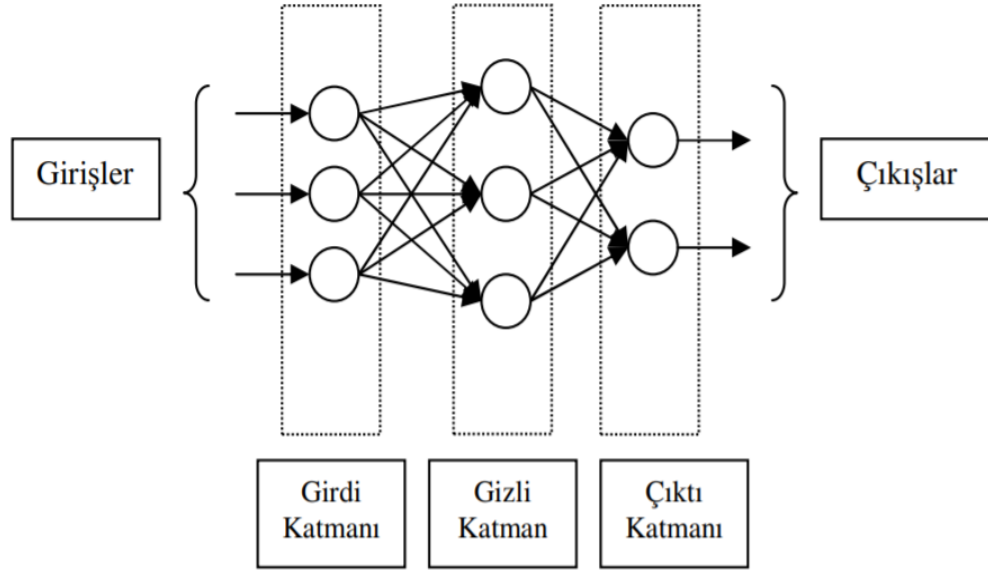 Girişler
Çıkışlar
Girdi
Katmanı
Gizli
Katman
Çıktı
Katmanı